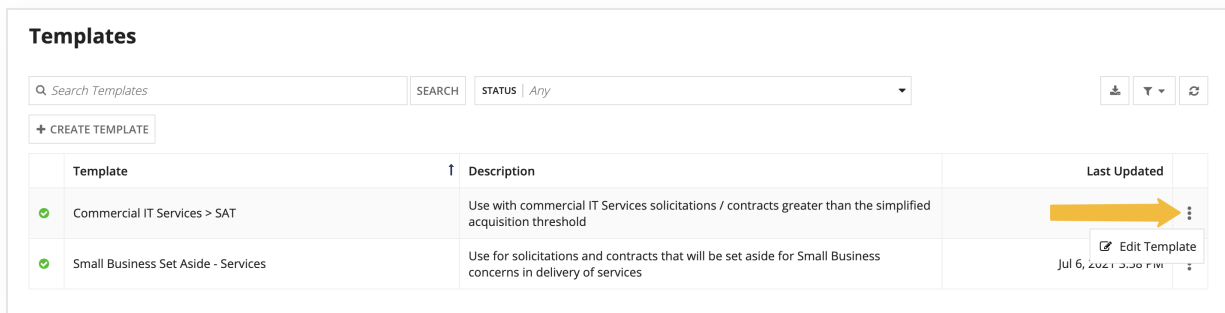 Templates
Search Templates
SEARCH
STATUS | Any
CREATE TEMPLATE
Template
Description
Last Updated
Commercial IT Services > SAT
Use with commercial IT Services solicitations / contracts greater than the simplified
acquisition threshold
Edit Template
Small Business Set Aside - Services
Use for solicitations and contracts that will be set aside for Small Business
concerns in delivery of services
Jul 6, 2021 3:58 PM